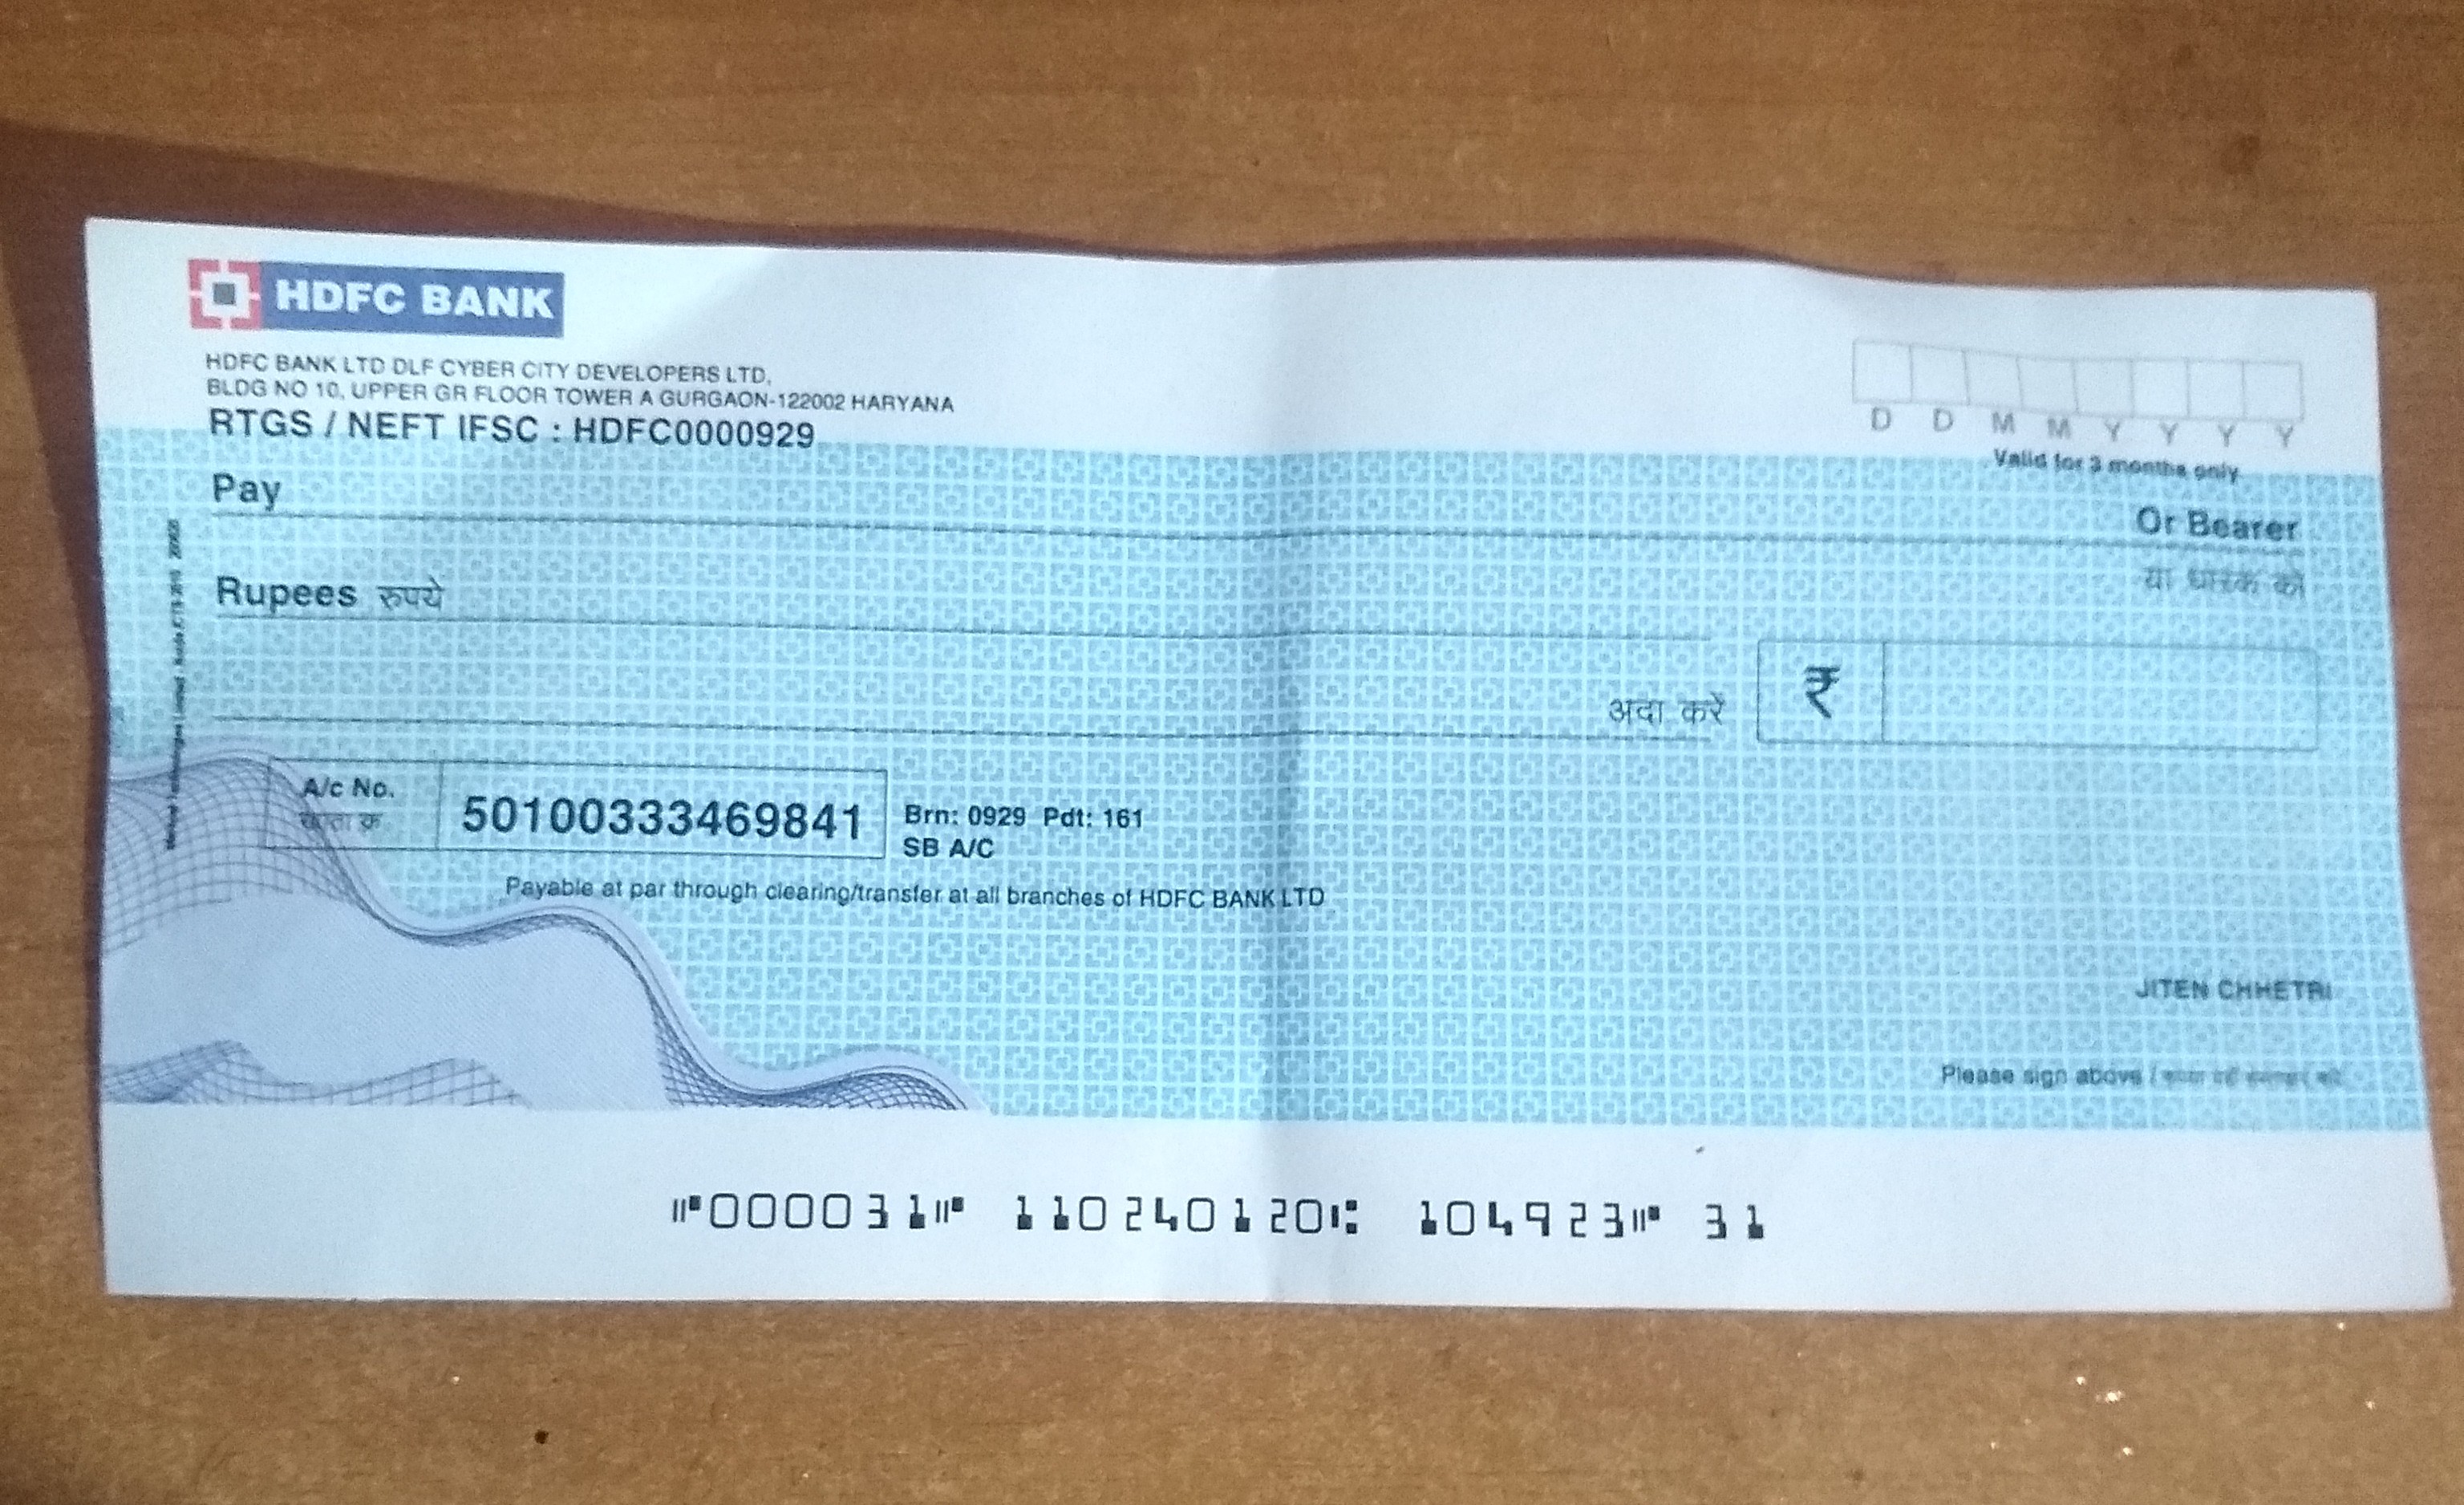 HDFC BANK
HDFC BANK LTD DLF CYBER CITY DEVELOPERS LTD,
BLDG NO 10, UPPER GR FLOOR TOWER A GURGAON-122002 HARYANA
RTGS / NEFT IFSC : HDFC0000929
D D M M Y Y Y Y
Valid for 3 months only
Pay
Or Bearer
या धारक को
Rupees रुपये
अदा करें ₹
A/c No.
खाता क्र
50100333469841
Brn: 0929 Pdt: 161
SB A/C
Payable at par through clearing/transfer at all branches of HDFC BANK LTD
JITEN CHHETRI
Please sign above /
⑈000031⑈ 110240120⑆ 104923⑈ 31